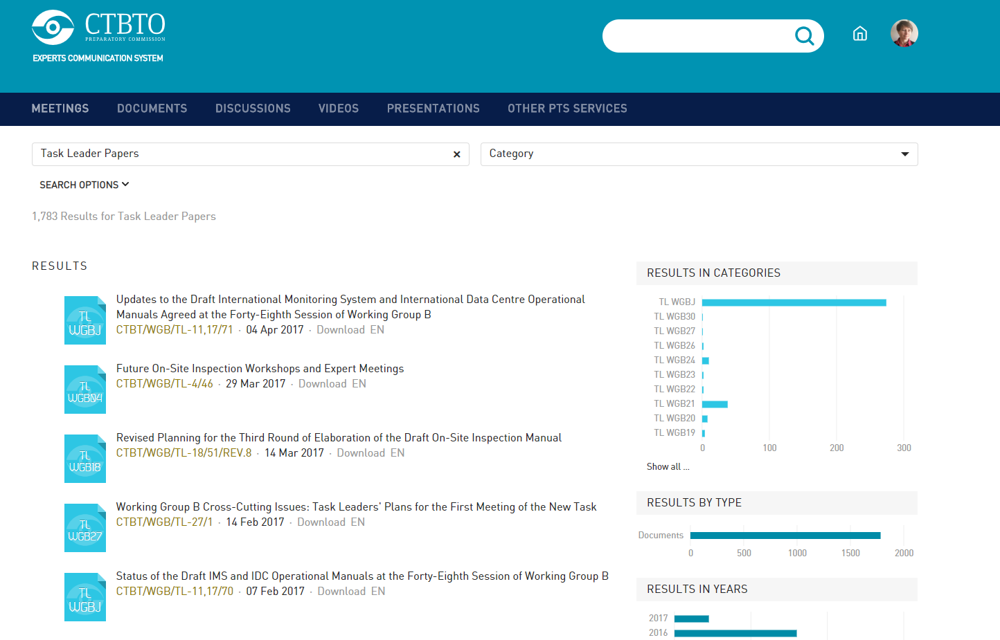 CTBTO
PREPARATORY COMMISSION
EXPERTS COMMUNICATION SYSTEM
MEETINGS DOCUMENTS DISCUSSIONS VIDEOS PRESENTATIONS OTHER PTS SERVICES
Task Leader Papers ×
Category
SEARCH OPTIONS
1,783 Results for Task Leader Papers
RESULTS
TL
WGBJ
Updates to the Draft International Monitoring System and International Data Centre Operational
Manuals Agreed at the Forty-Eighth Session of Working Group B
CTBT/WGB/TL-11,17/71 · 04 Apr 2017 · Download EN
TL
WGB04
Future On-Site Inspection Workshops and Expert Meetings
CTBT/WGB/TL-4/46 · 29 Mar 2017 · Download EN
TL
WGB18
Revised Planning for the Third Round of Elaboration of the Draft On-Site Inspection Manual
CTBT/WGB/TL-18/51/REV.8 · 14 Mar 2017 · Download EN
TL
WGB27
Working Group B Cross-Cutting Issues: Task Leaders' Plans for the First Meeting of the New Task
CTBT/WGB/TL-27/1 · 14 Feb 2017 · Download EN
TL
WGBJ
Status of the Draft IMS and IDC Operational Manuals at the Forty-Eighth Session of Working Group B
CTBT/WGB/TL-11,17/70 · 07 Feb 2017 · Download EN
RESULTS IN CATEGORIES
TL WGBJ
TL WGB30
TL WGB27
TL WGB26
TL WGB24
TL WGB23
TL WGB22
TL WGB21
TL WGB20
TL WGB19
0 100 200 300
Show all ...
RESULTS BY TYPE
Documents
0 500 1000 1500 2000
RESULTS IN YEARS
2017
2016